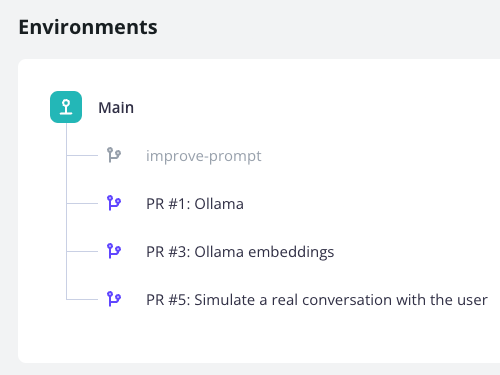 Environments
Main
improve-prompt
PR #1: Ollama
PR #3: Ollama embeddings
PR #5: Simulate a real conversation with the user